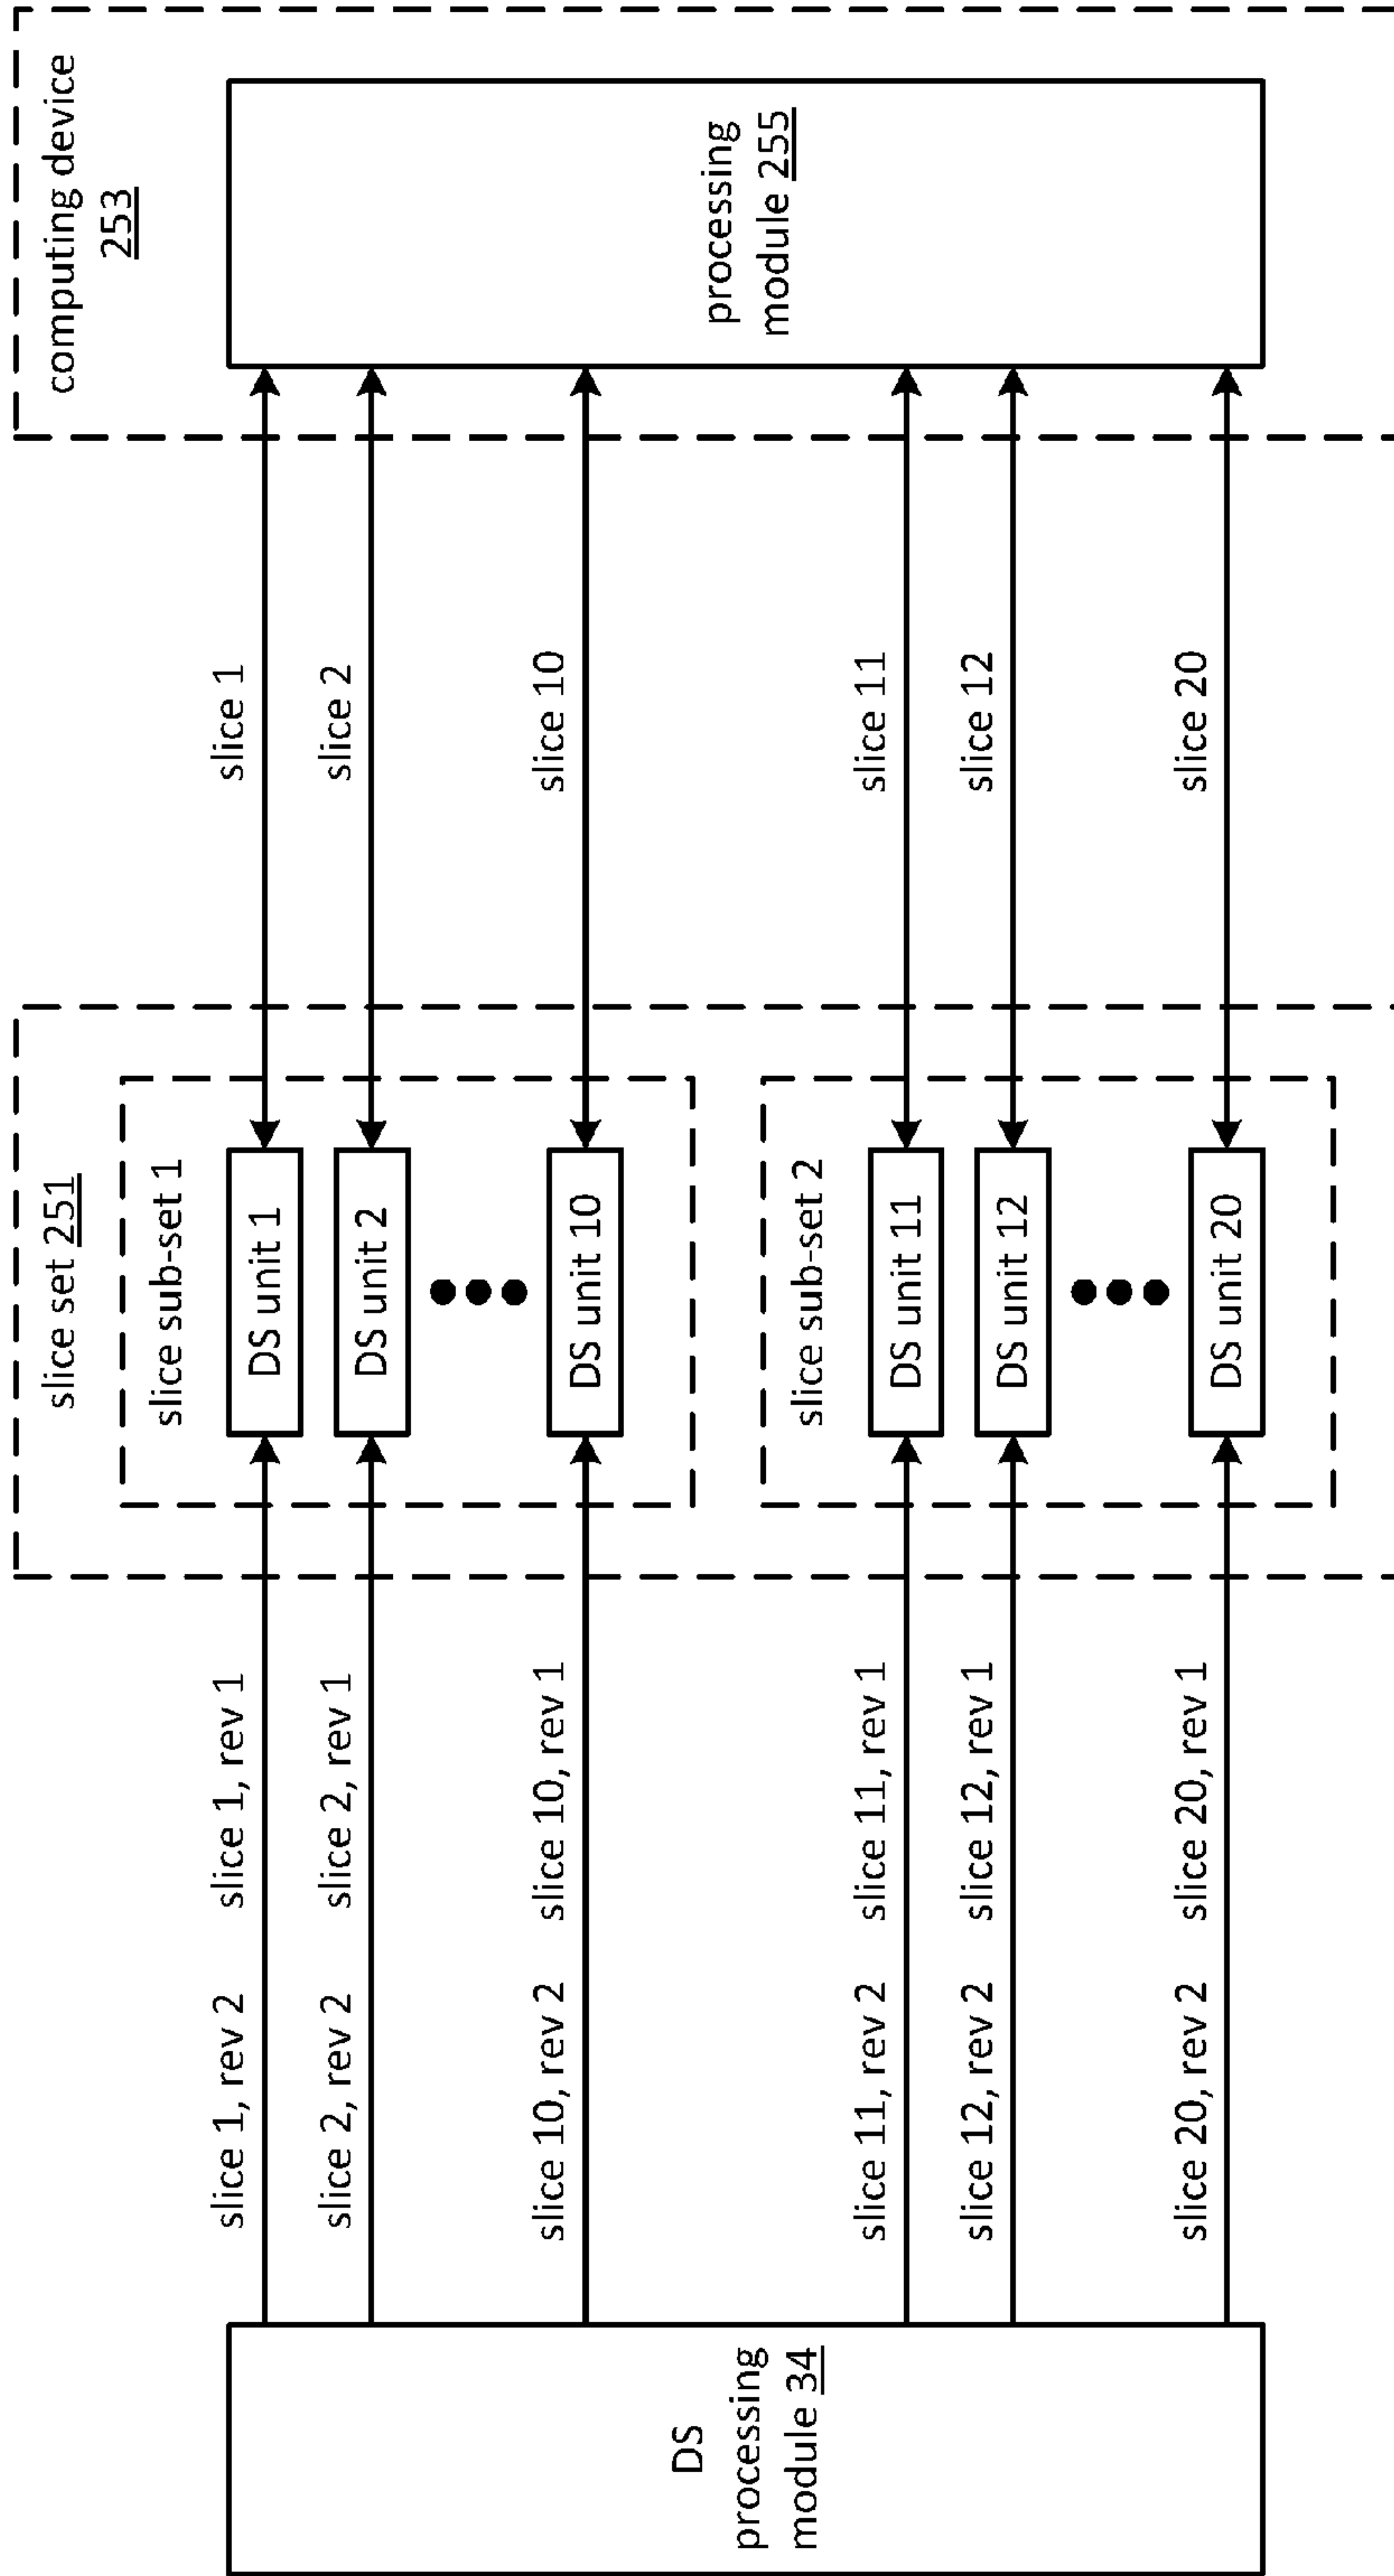 DS
processing
module 34
slice 1, rev 2
slice 1, rev 1
slice 2, rev 2
slice 2, rev 1
slice 10, rev 2
slice 10, rev 1
slice 11, rev 2
slice 11, rev 1
slice 12, rev 2
slice 12, rev 1
slice 20, rev 2
slice 20, rev 1
slice set 251
slice sub-set 1
DS unit 1
DS unit 2
DS unit 10
slice sub-set 2
DS unit 11
DS unit 12
DS unit 20
slice 1
slice 2
slice 10
slice 11
slice 12
slice 20
computing device
253
processing
module 255